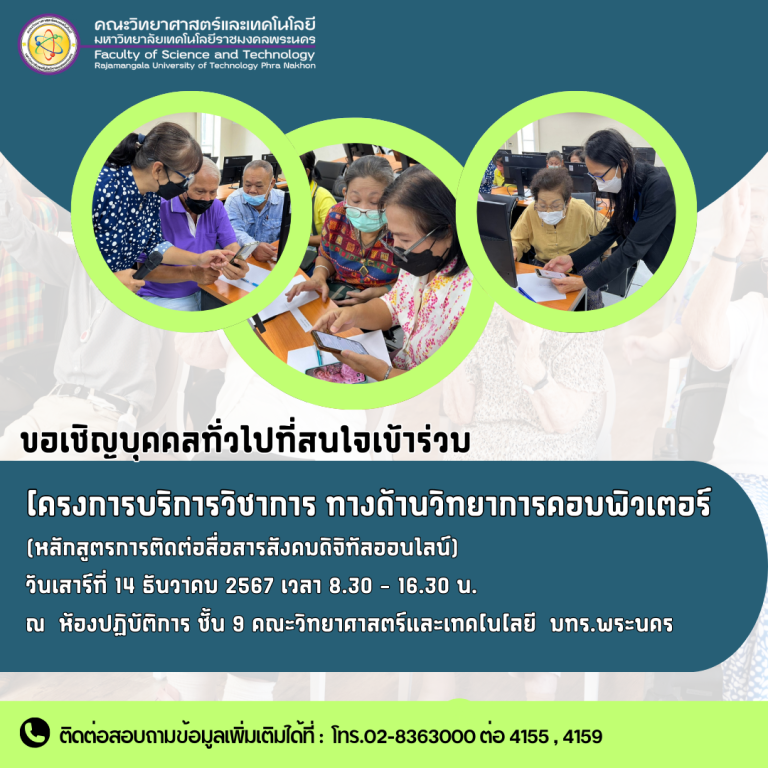 คณะวิทยาศาสตร์และเทคโนโลยี
มหาวิทยาลัยเทคโนโลยีราชมงคลพระนคร
Faculty of Science and Technology
Rajamangala University of Technology Phra Nakhon
ขอเชิญบุคคลทั่วไปที่สนใจเข้าร่วม
โครงการบริการวิชาการ ทางด้านวิทยาการคอมพิวเตอร์
(หลักสูตรการติดต่อสื่อสารสังคมดิจิทัลออนไลน์)
วันเสาร์ที่ 14 ธันวาคม 2567 เวลา 8.30 - 16.30 น.
ณ ห้องปฏิบัติการ ชั้น 9 คณะวิทยาศาสตร์และเทคโนโลยี มทร.พระนคร
ติดต่อสอบถามข้อมูลเพิ่มเติมได้ที่ : โทร.02-8363000 ต่อ 4155 , 4159